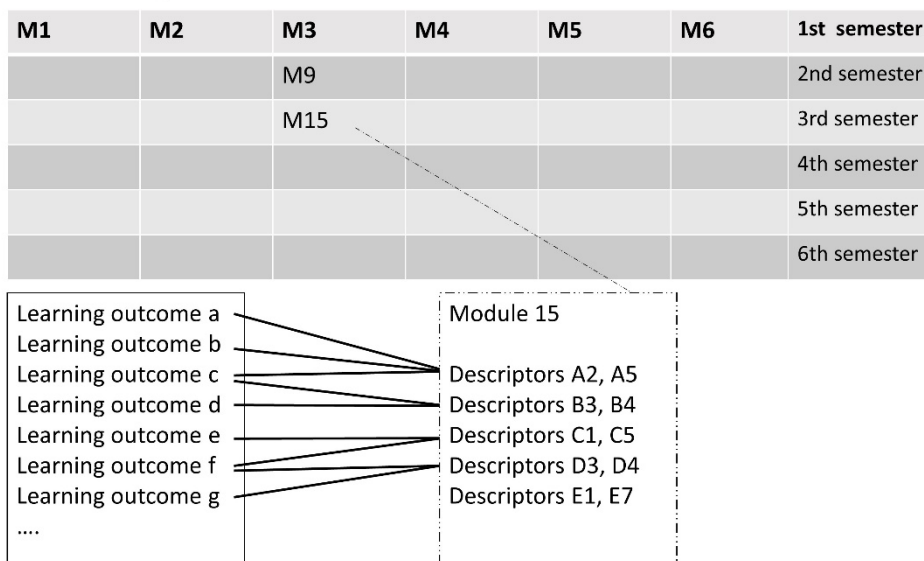 M1 M2 M3 M4 M5 M6 1st semester
M9 2nd semester
M15 3rd semester
4th semester
5th semester
6th semester
Learning outcome a
Learning outcome b
Learning outcome c
Learning outcome d
Learning outcome e
Learning outcome f
Learning outcome g
....
Module 15
Descriptors A2, A5
Descriptors B3, B4
Descriptors C1, C5
Descriptors D3, D4
Descriptors E1, E7